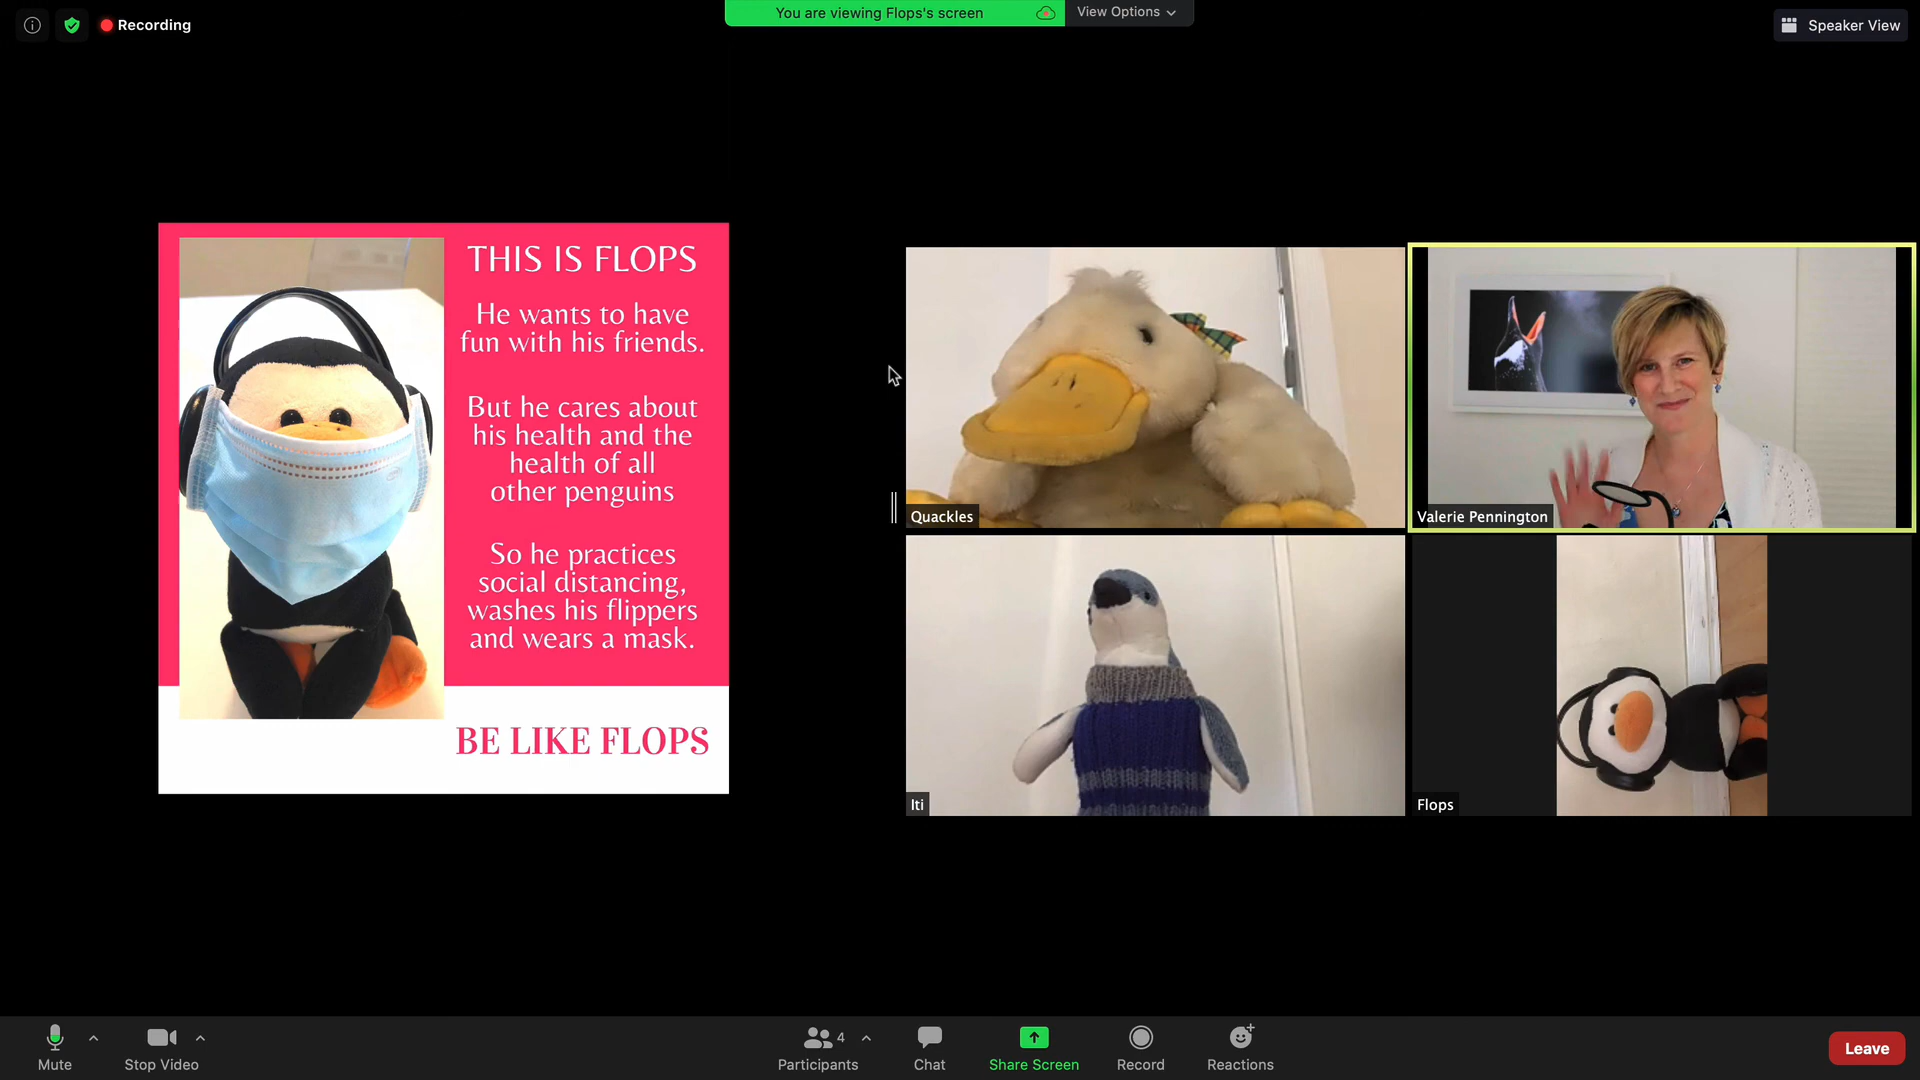 Recording
You are viewing Flops's screen
View Options
Speaker View
THIS IS FLOPS
He wants to have
fun with his friends.
But he cares about
his health and the
health of all
other penguins
So he practices
social distancing,
washes his flippers
and wears a mask.
BE LIKE FLOPS
Quackles
Valerie Pennington
Iti
Flops
Mute
Stop Video
4
Participants
Chat
Share Screen
Record
Reactions
Leave